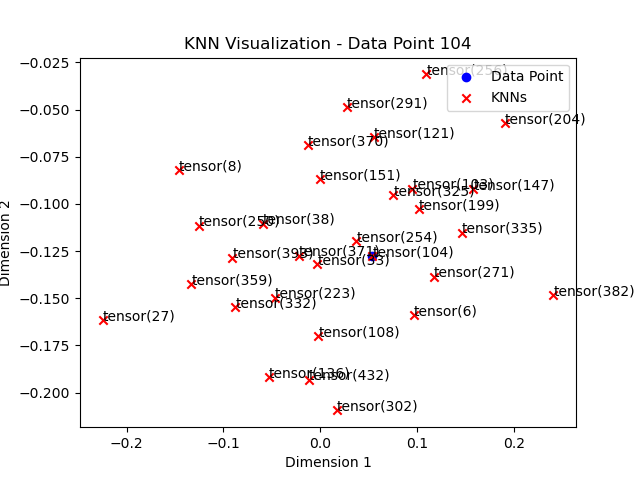 KNN Visualization - Data Point 104
Dimension 2
−0.025
−0.050
−0.075
−0.100
−0.125
−0.150
−0.175
−0.200
Data Point
KNNs
tensor(256)
tensor(291)
tensor(204)
tensor(121)
tensor(370)
tensor(8)
tensor(151)
tensor(103)
tensor(147)
tensor(325)
tensor(199)
tensor(38)
tensor(335)
tensor(254)
tensor(371)
tensor(104)
tensor(271)
tensor(359)
tensor(382)
tensor(223)
tensor(332)
tensor(6)
tensor(27)
tensor(108)
tensor(136)
tensor(432)
tensor(302)
−0.2
−0.1
0.0
0.1
0.2
Dimension 1